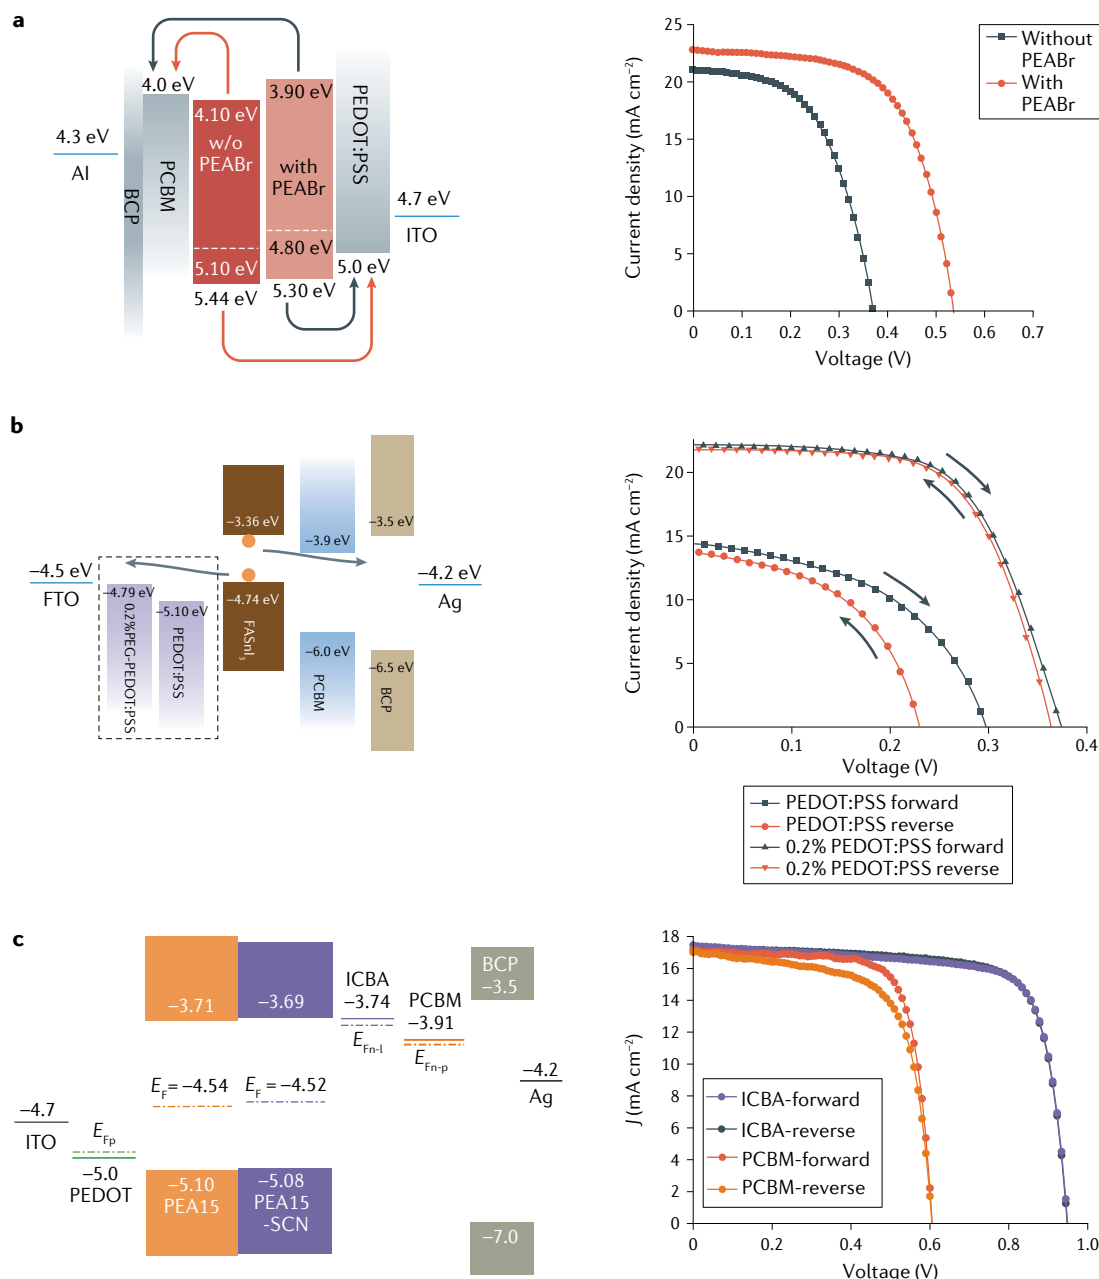 a
4.3 eV
Al
BCP
4.0 eV
PCBM
4.10 eV
w/o
PEABr
5.10 eV
5.44 eV
3.90 eV
with
PEABr
4.80 eV
5.30 eV
PEDOT:PSS
5.0 eV
4.7 eV
ITO
Current density (mA cm⁻²)
25
20
15
10
5
0
0 0.1 0.2 0.3 0.4 0.5 0.6 0.7
Voltage (V)
Without
PEABr
With
PEABr
b
−4.5 eV
FTO
−4.79 eV
0.2%PEG-PEDOT:PSS
−5.10 eV
PEDOT:PSS
−3.36 eV
−4.74 eV
FASnI₃
−3.9 eV
−6.0 eV
PCBM
−3.5 eV
−6.5 eV
BCP
−4.2 eV
Ag
Current density (mA cm⁻²)
20
15
10
5
0
0 0.1 0.2 0.3 0.4
Voltage (V)
PEDOT:PSS forward
PEDOT:PSS reverse
0.2% PEDOT:PSS forward
0.2% PEDOT:PSS reverse
c
−4.7
ITO
E_Fp
−5.0
PEDOT
−3.71
E_F = −4.54
−5.10
PEA15
−3.69
E_F = −4.52
−5.08
PEA15
-SCN
ICBA
−3.74
E_Fn-I
PCBM
−3.91
E_Fn-p
BCP
−3.5
−7.0
−4.2
Ag
J (mA cm⁻²)
18
16
14
12
10
8
6
4
2
0
0 0.2 0.4 0.6 0.8 1.0
Voltage (V)
ICBA-forward
ICBA-reverse
PCBM-forward
PCBM-reverse